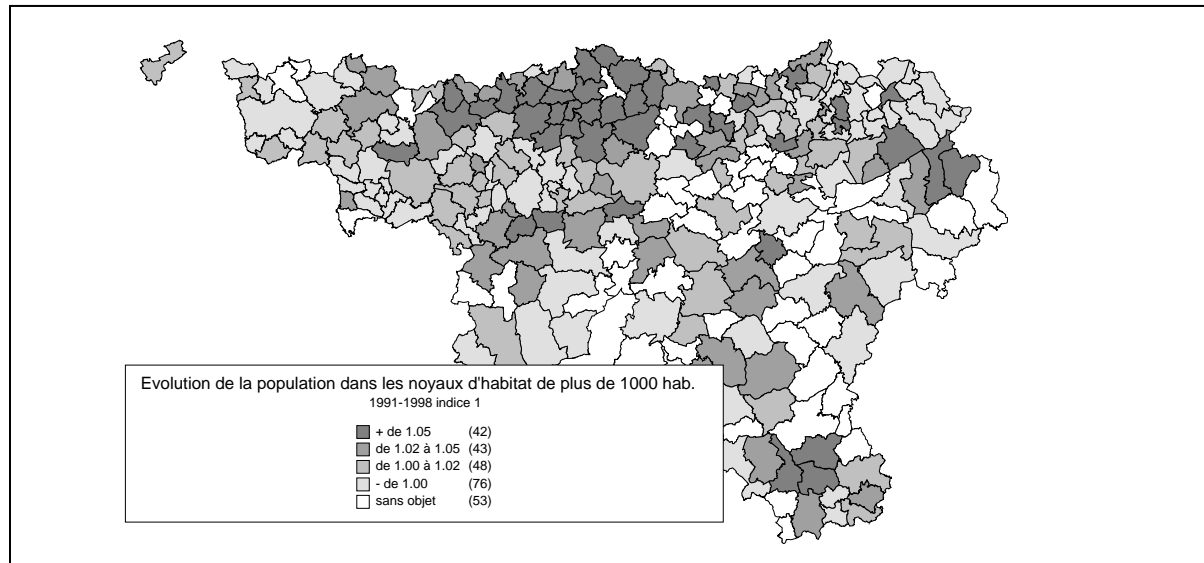 Evolution de la population dans les noyaux d'habitat de plus de 1000 hab.
1991-1998 indice 1
+ de 1.05 (42)
de 1.02 à 1.05 (43)
de 1.00 à 1.02 (48)
- de 1.00 (76)
sans objet (53)